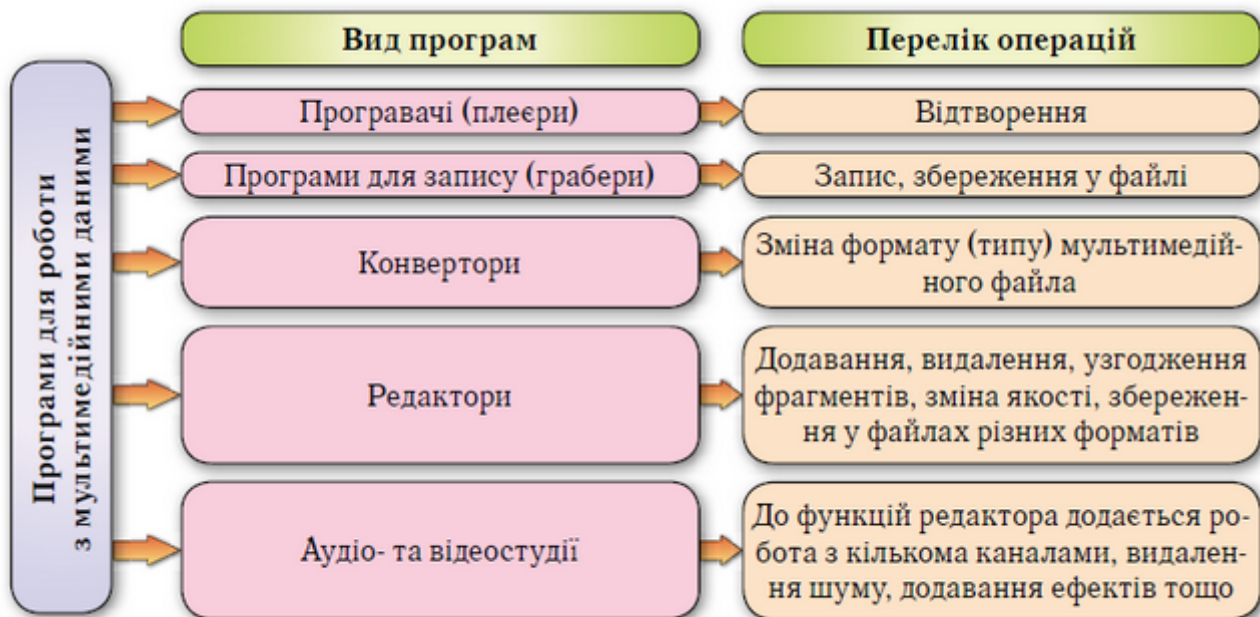 Програми для роботи
з мультимедійними даними
Вид програм
Перелік операцій
Програвачі (плеєри)
Відтворення
Програми для запису (грабери)
Запис, збереження у файлі
Конвертори
Зміна формату (типу) мультимедій-
ного файла
Редактори
Додавання, видалення, узгодження
фрагментів, зміна якості, збережен-
ня у файлах різних форматів
Аудіо- та відеостудії
До функцій редактора додається ро-
бота з кількома каналами, видален-
ня шуму, додавання ефектів тощо